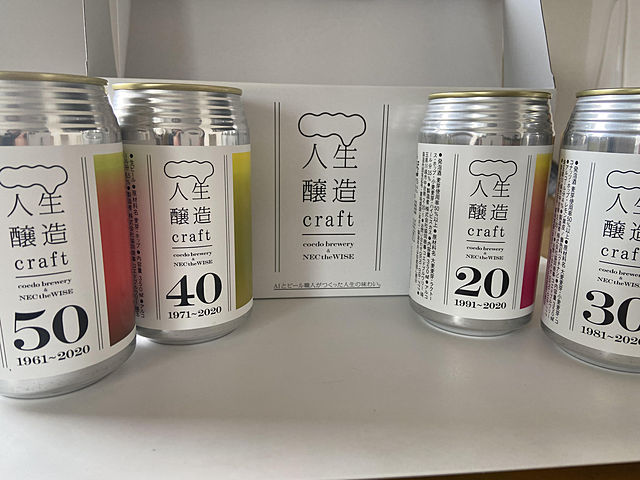 人生
醸造
craft
coedo brewery
&
NEC the WISE
50
1961~2020
人生
醸造
craft
coedo brewery
&
NEC the WISE
40
1971~2020
人生
醸造
craft
coedo brewery
&
NEC the WISE
AIとビール職人がつくった人生の味わい。
人生
醸造
craft
coedo brewery
&
NEC the WISE
20
1991~2020
人生
醸造
craft
coedo brewery
&
NEC the WISE
30
1981~2020